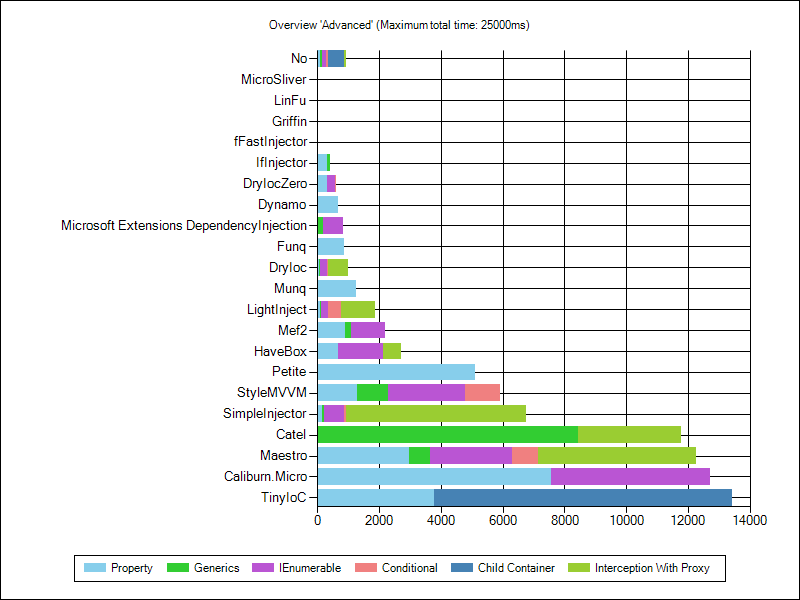 Overview 'Advanced' (Maximum total time: 25000ms)
No
MicroSliver
LinFu
Griffin
fFastInjector
IfInjector
DryIocZero
Dynamo
Microsoft Extensions DependencyInjection
Funq
DryIoc
Munq
LightInject
Mef2
HaveBox
Petite
StyleMVVM
SimpleInjector
Catel
Maestro
Caliburn.Micro
TinyIoC
0 2000 4000 6000 8000 10000 12000 14000
Property Generics IEnumerable Conditional Child Container Interception With Proxy